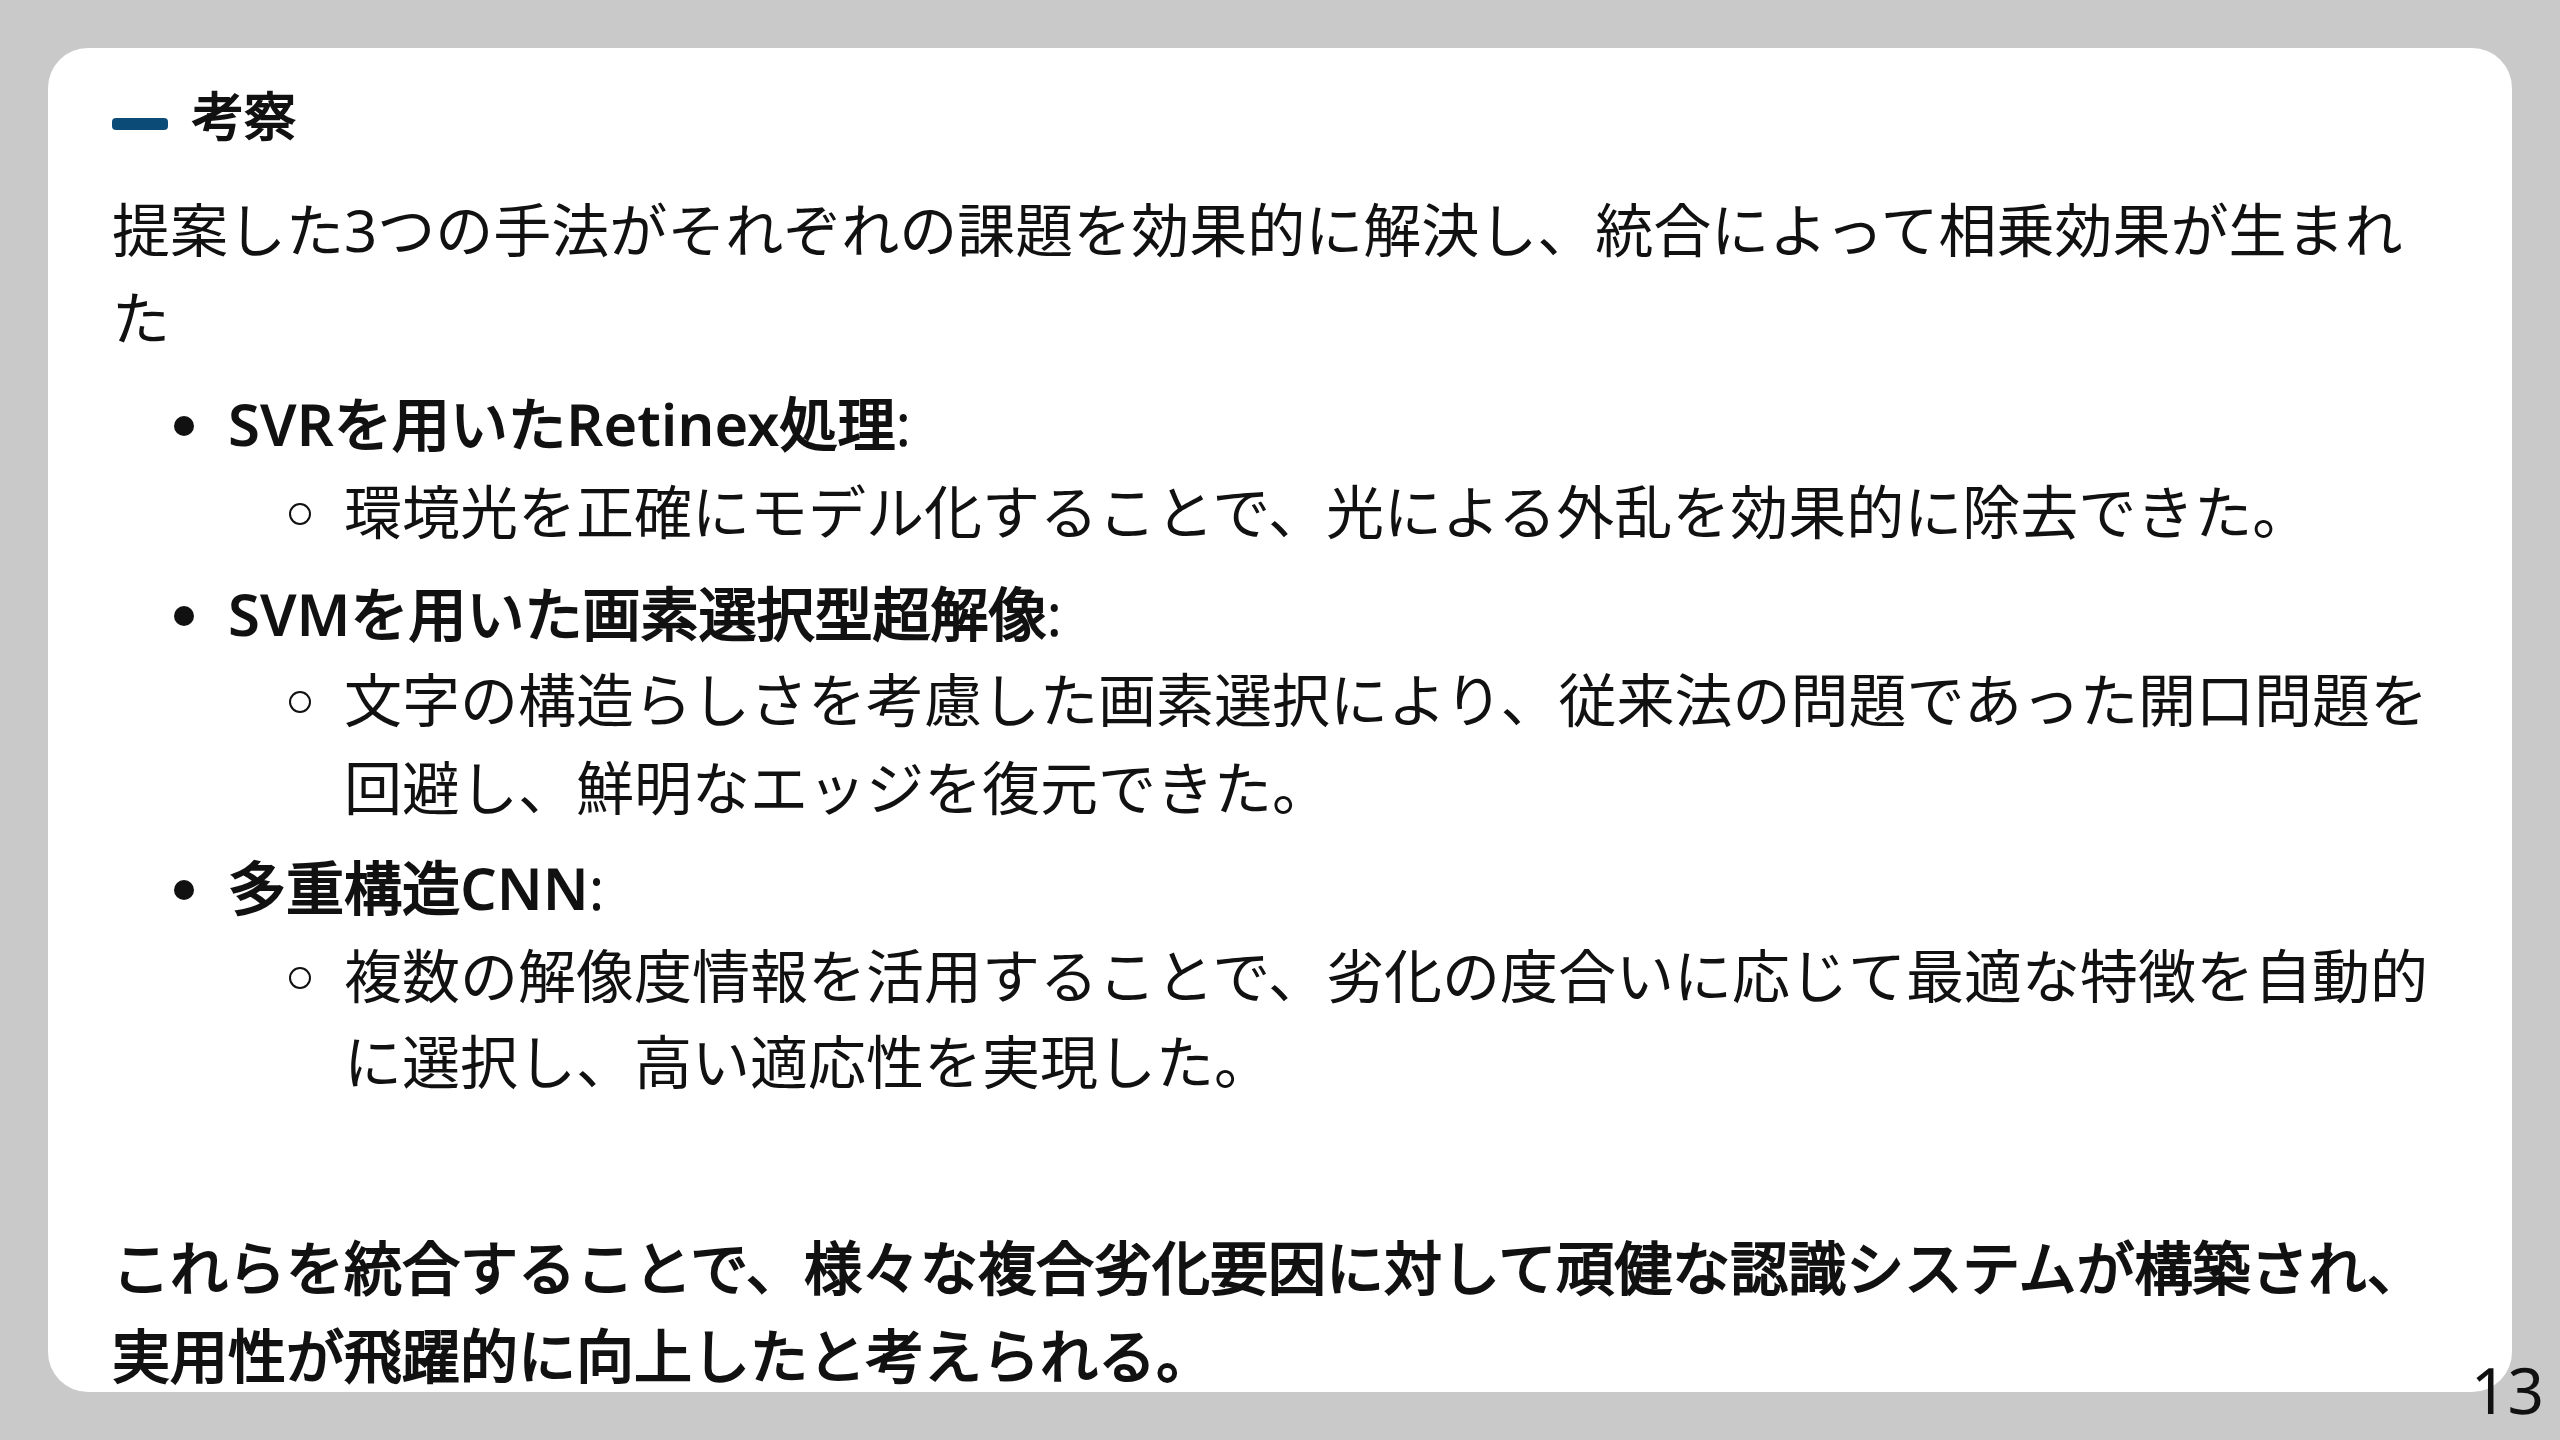 考察
提案した3つの手法がそれぞれの課題を効果的に解決し、統合によって相乗効果が生まれ
た
• SVRを用いたRetinex処理:
○ 環境光を正確にモデル化することで、光による外乱を効果的に除去できた。
• SVMを用いた画素選択型超解像:
○ 文字の構造らしさを考慮した画素選択により、従来法の問題であった開口問題を
回避し、鮮明なエッジを復元できた。
• 多重構造CNN:
○ 複数の解像度情報を活用することで、劣化の度合いに応じて最適な特徴を自動的
に選択し、高い適応性を実現した。
これらを統合することで、様々な複合劣化要因に対して頑健な認識システムが構築され、
実用性が飛躍的に向上したと考えられる。
13